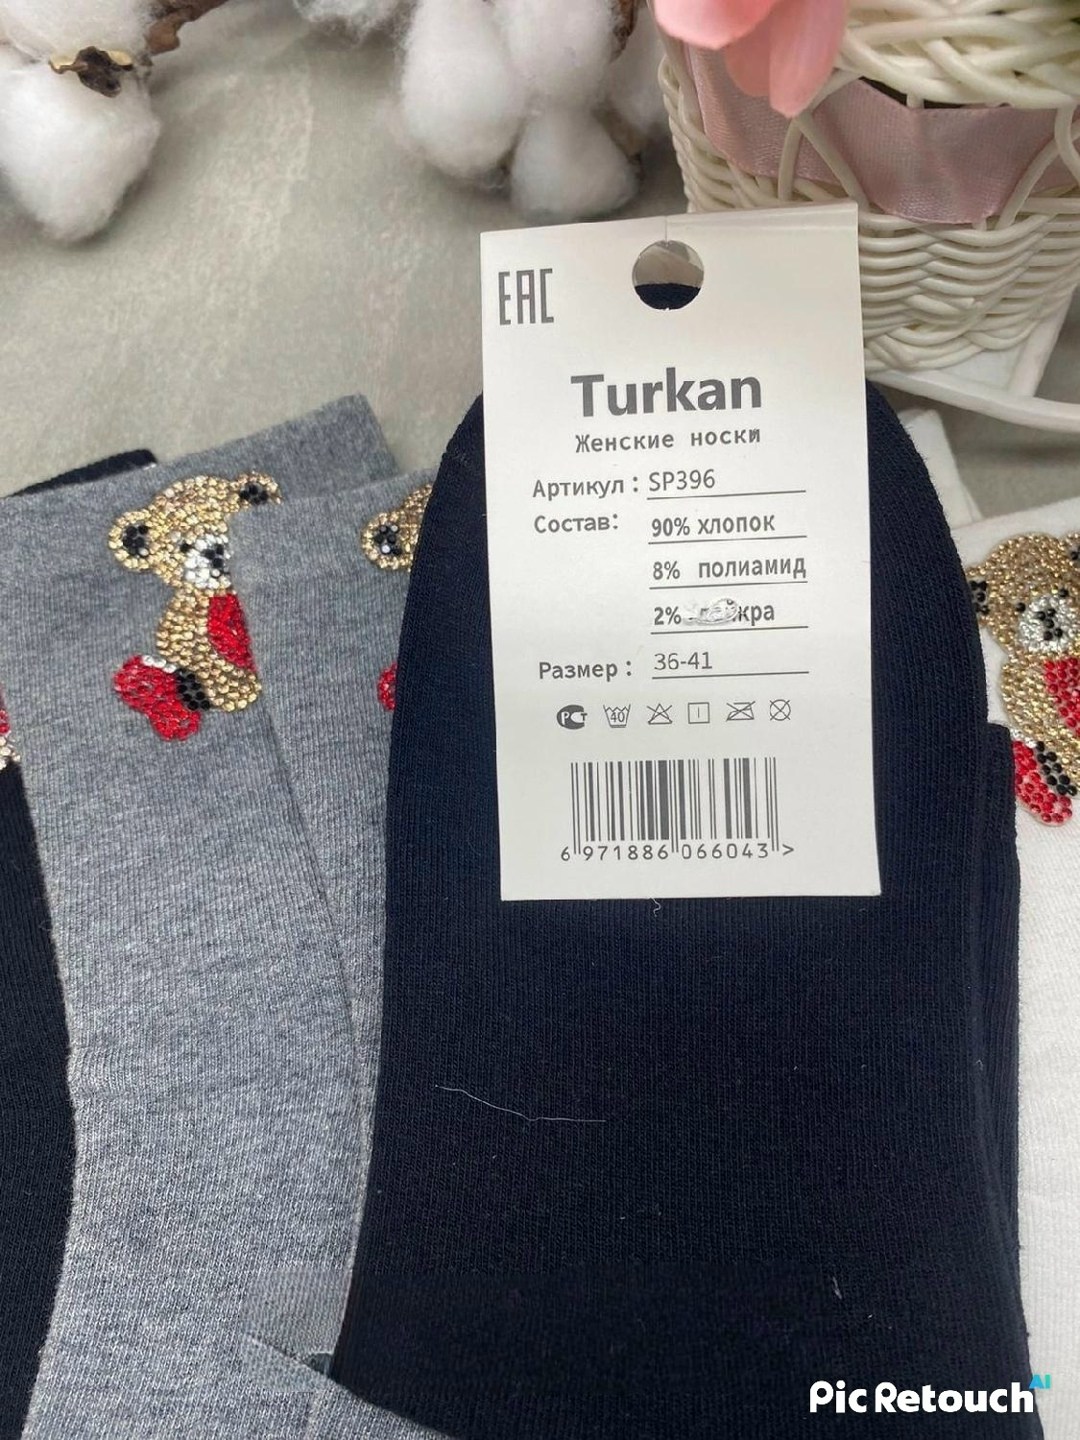 EAC
Turkan
Женские носки
Артикул: SP396
Состав: 90% хлопок
8% полиамид
2%
Размер: 36-41
РСТ 40
6 971886 066043 >
Pic Retouch AI